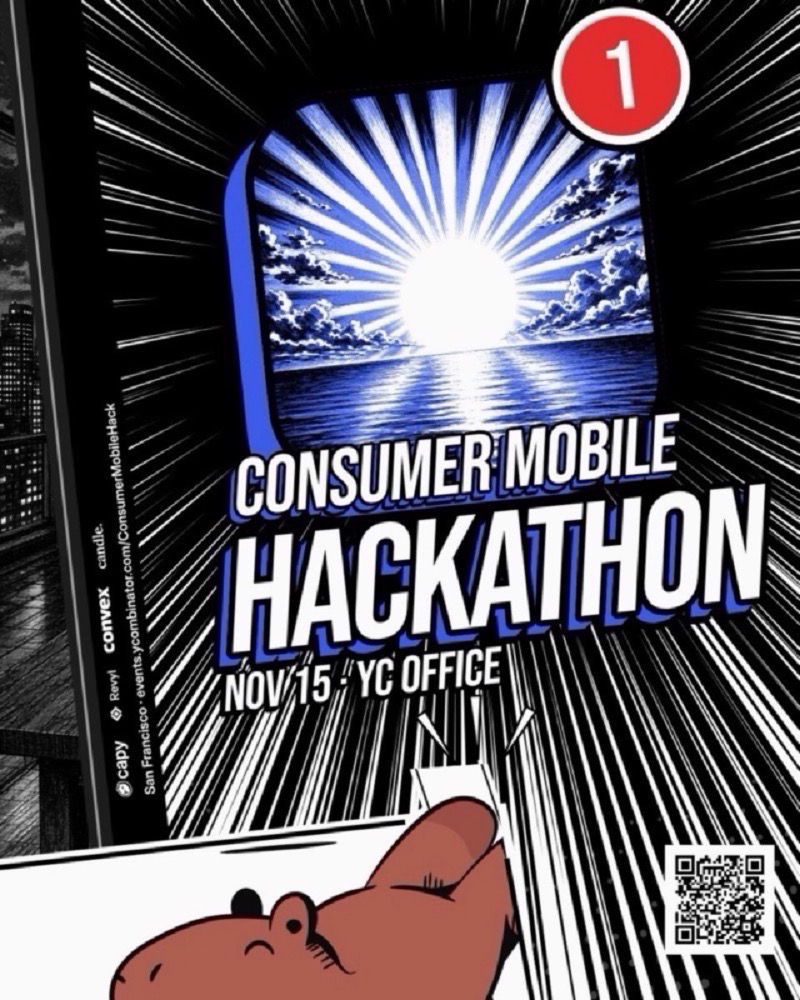 1
CONSUMER MOBILE
HACKATHON
NOV 15 · YC OFFICE
capy Revyl convex candle.
San Francisco · events.ycombinator.com/ConsumerMobileHack